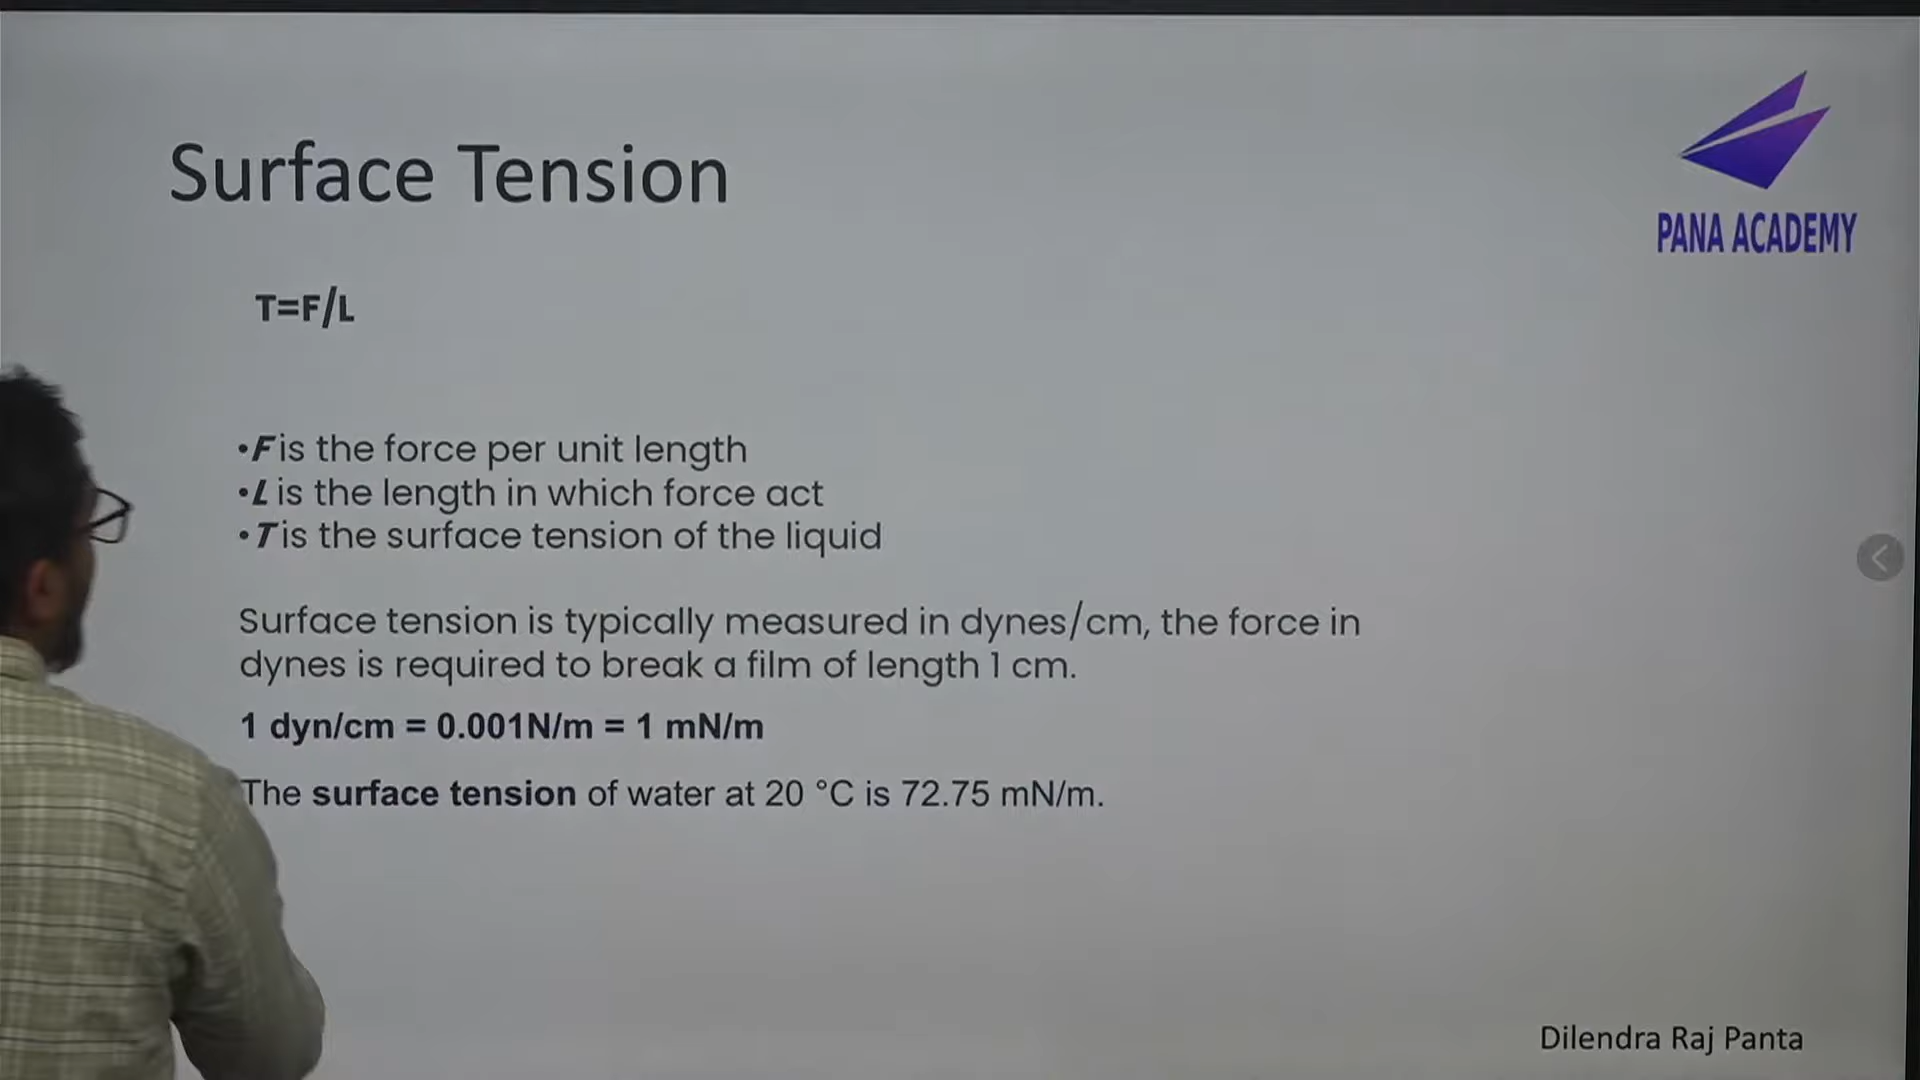 Surface Tension
PANA ACADEMY
T=F/L
•F is the force per unit length
•L is the length in which force act
•T is the surface tension of the liquid
Surface tension is typically measured in dynes/cm, the force in
dynes is required to break a film of length 1 cm.
1 dyn/cm = 0.001N/m = 1 mN/m
The surface tension of water at 20 °C is 72.75 mN/m.
Dilendra Raj Panta